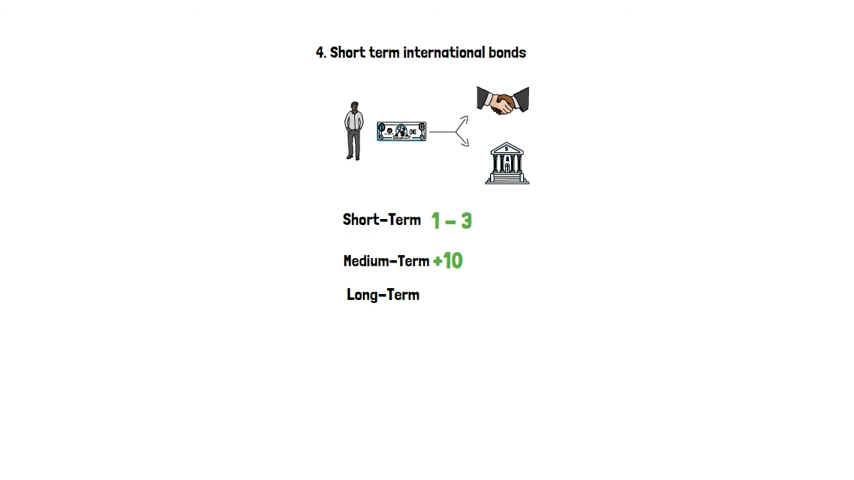 4. Short term international bonds
Short-Term 1 - 3
Medium-Term +10
Long-Term